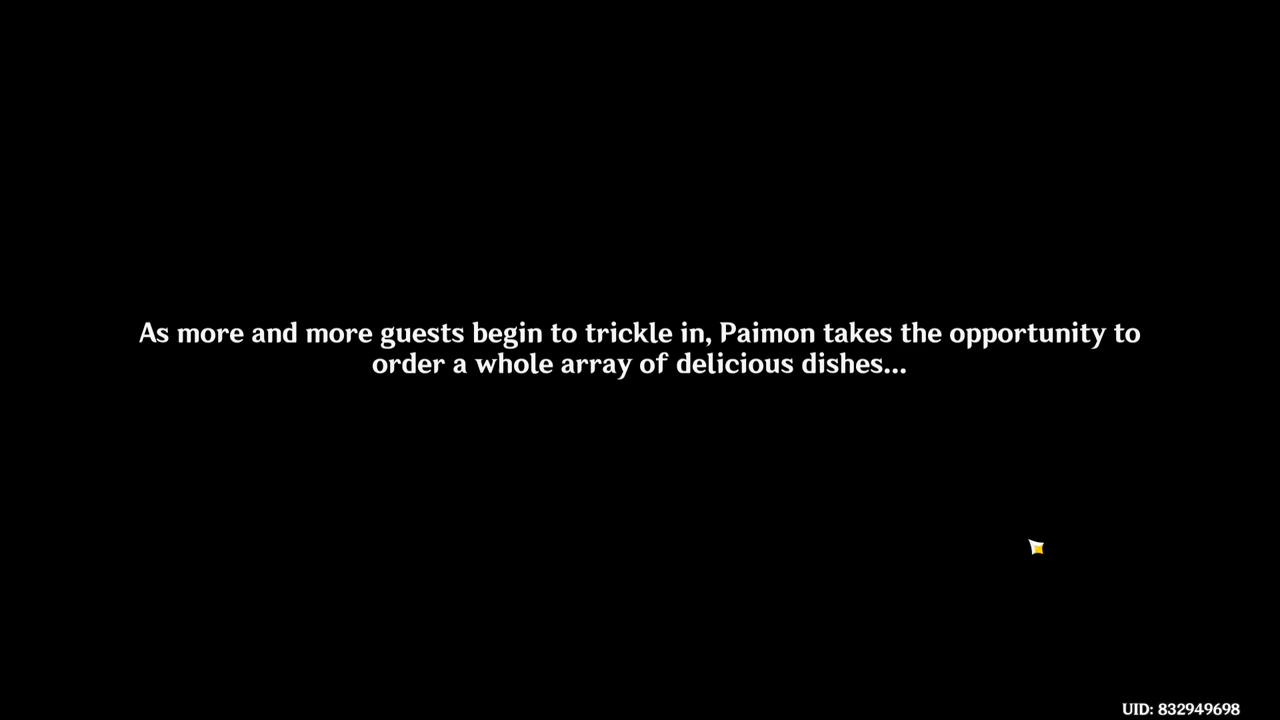 As more and more guests begin to trickle in, Paimon takes the opportunity to
order a whole array of delicious dishes...
UID: 832949698